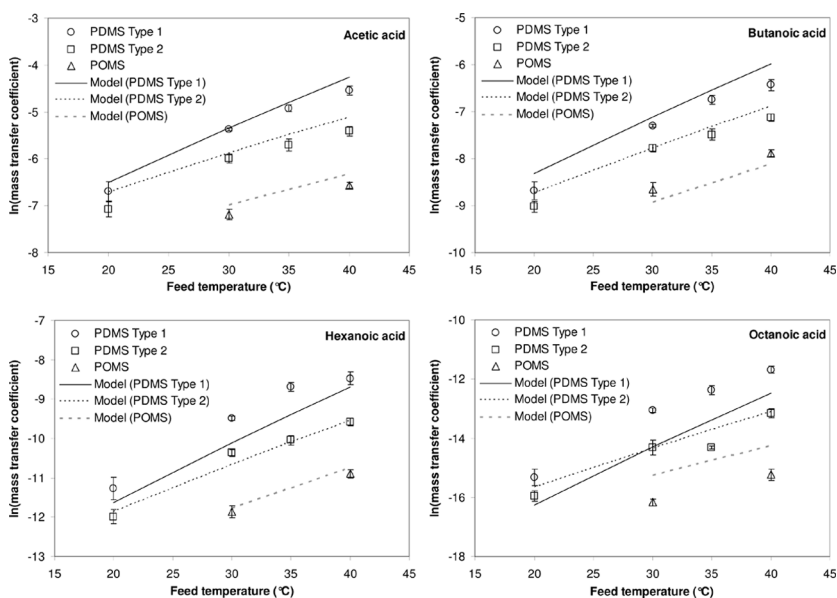 Acetic acid
PDMS Type 1
PDMS Type 2
POMS
Model (PDMS Type 1)
Model (PDMS Type 2)
Model (POMS)
ln(mass transfer coefficient)
-3
-4
-5
-6
-7
-8
15 20 25 30 35 40 45
Feed temperature (°C)
Butanoic acid
PDMS Type 1
PDMS Type 2
POMS
Model (PDMS Type 1)
Model (PDMS Type 2)
Model (POMS)
ln(mass transfer coefficient)
-5
-6
-7
-8
-9
-10
15 20 25 30 35 40 45
Feed temperature (°C)
Hexanoic acid
PDMS Type 1
PDMS Type 2
POMS
Model (PDMS Type 1)
Model (PDMS Type 2)
Model (POMS)
ln(mass transfer coefficient)
-7
-8
-9
-10
-11
-12
-13
15 20 25 30 35 40 45
Feed temperature (°C)
Octanoic acid
PDMS Type 1
PDMS Type 2
POMS
Model (PDMS Type 1)
Model (PDMS Type 2)
Model (POMS)
ln(mass transfer coefficient)
-10
-12
-14
-16
-18
15 20 25 30 35 40 45
Feed temperature (°C)